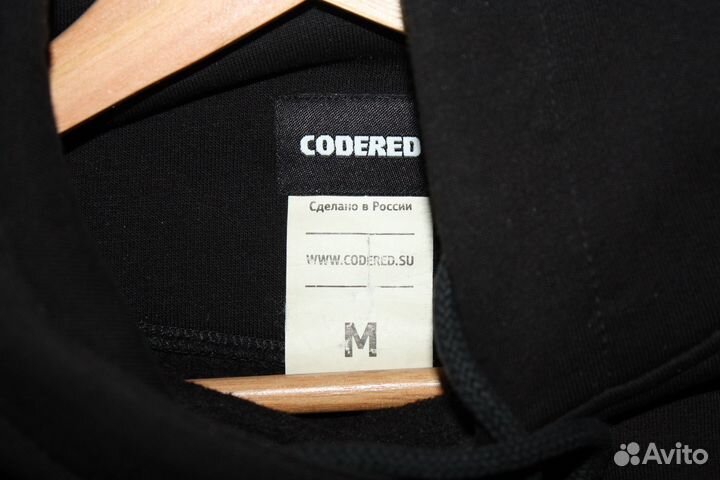 CODERED
Сделано в России
WWW.CODERED.SU
M
Avito